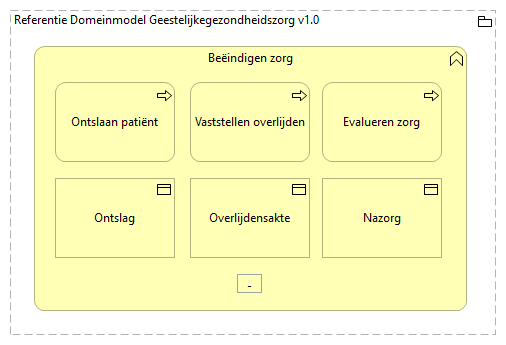 Referentie Domeinmodel Geestelijkegezondheidszorg v1.0
Beëindigen zorg
Ontslaan patiënt
Vaststellen overlijden
Evalueren zorg
Ontslag
Overlijdensakte
Nazorg
-